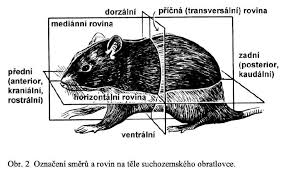 dorzální
příčná (transversální) rovina
mediánní rovina
zadní
(posterior,
kaudální)
přední
(anterior,
kraniální,
rostrální)
horizontální rovina
ventrální
Obr. 2 Označení směrů a rovin na těle suchozemského obratlovce.